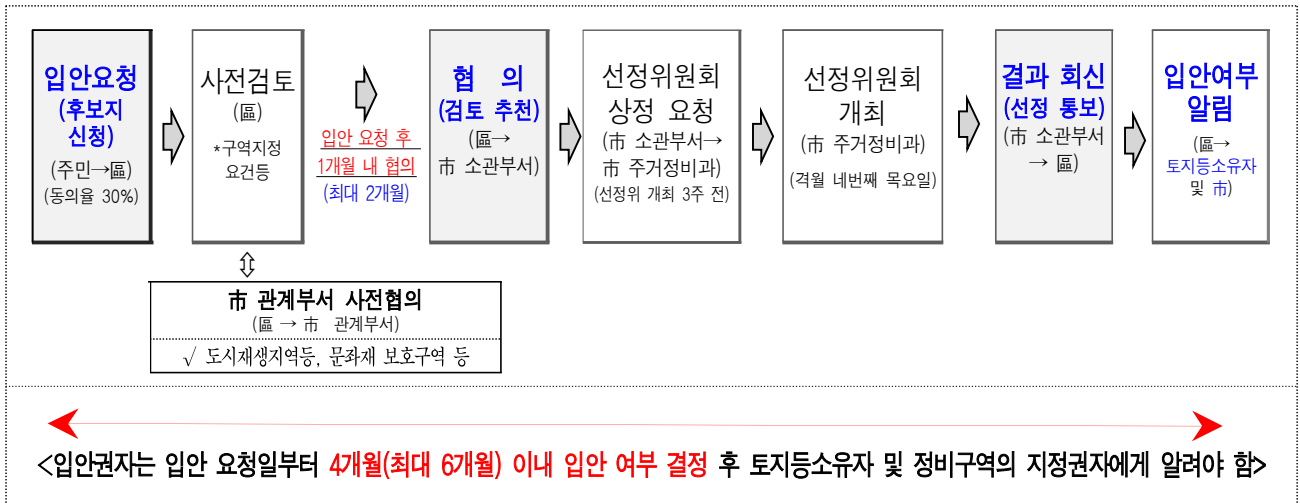 입안요청
(후보지
신청)
(주민→區)
(동의율 30%)
사전검토
(區)
*구역지정
요건등
입안 요청 후
1개월 내 협의
(최대 2개월)
협 의
(검토 추천)
(區→
市 소관부서)
선정위원회
상정 요청
(市 소관부서→
市 주거정비과)
(선정위 개최 3주 전)
선정위원회
개최
(市 주거정비과)
(격월 네번째 목요일)
결과 회신
(선정 통보)
(市 소관부서
→ 區)
입안여부
알림
(區→
토지등소유자
및 市)
市 관계부서 사전협의
(區 → 市 관계부서)
√ 도시재생지역등, 문좌재 보호구역 등
<입안권자는 입안 요청일부터 4개월(최대 6개월) 이내 입안 여부 결정 후 토지등소유자 및 정비구역의 지정권자에게 알려야 함>